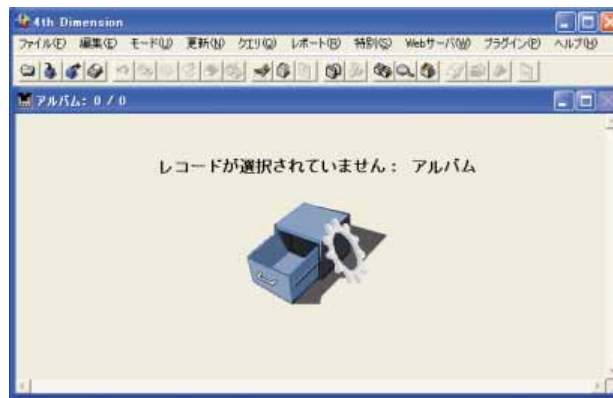 4th Dimension
ファイル(F) 編集(E) モード(U) 更新(N) クエリ(Q) レポート(R) 特別(S) Webサーバ(W) プラグイン(P) ヘルプ(H)
アルバム: 0 / 0
レコードが選択されていません： アルバム